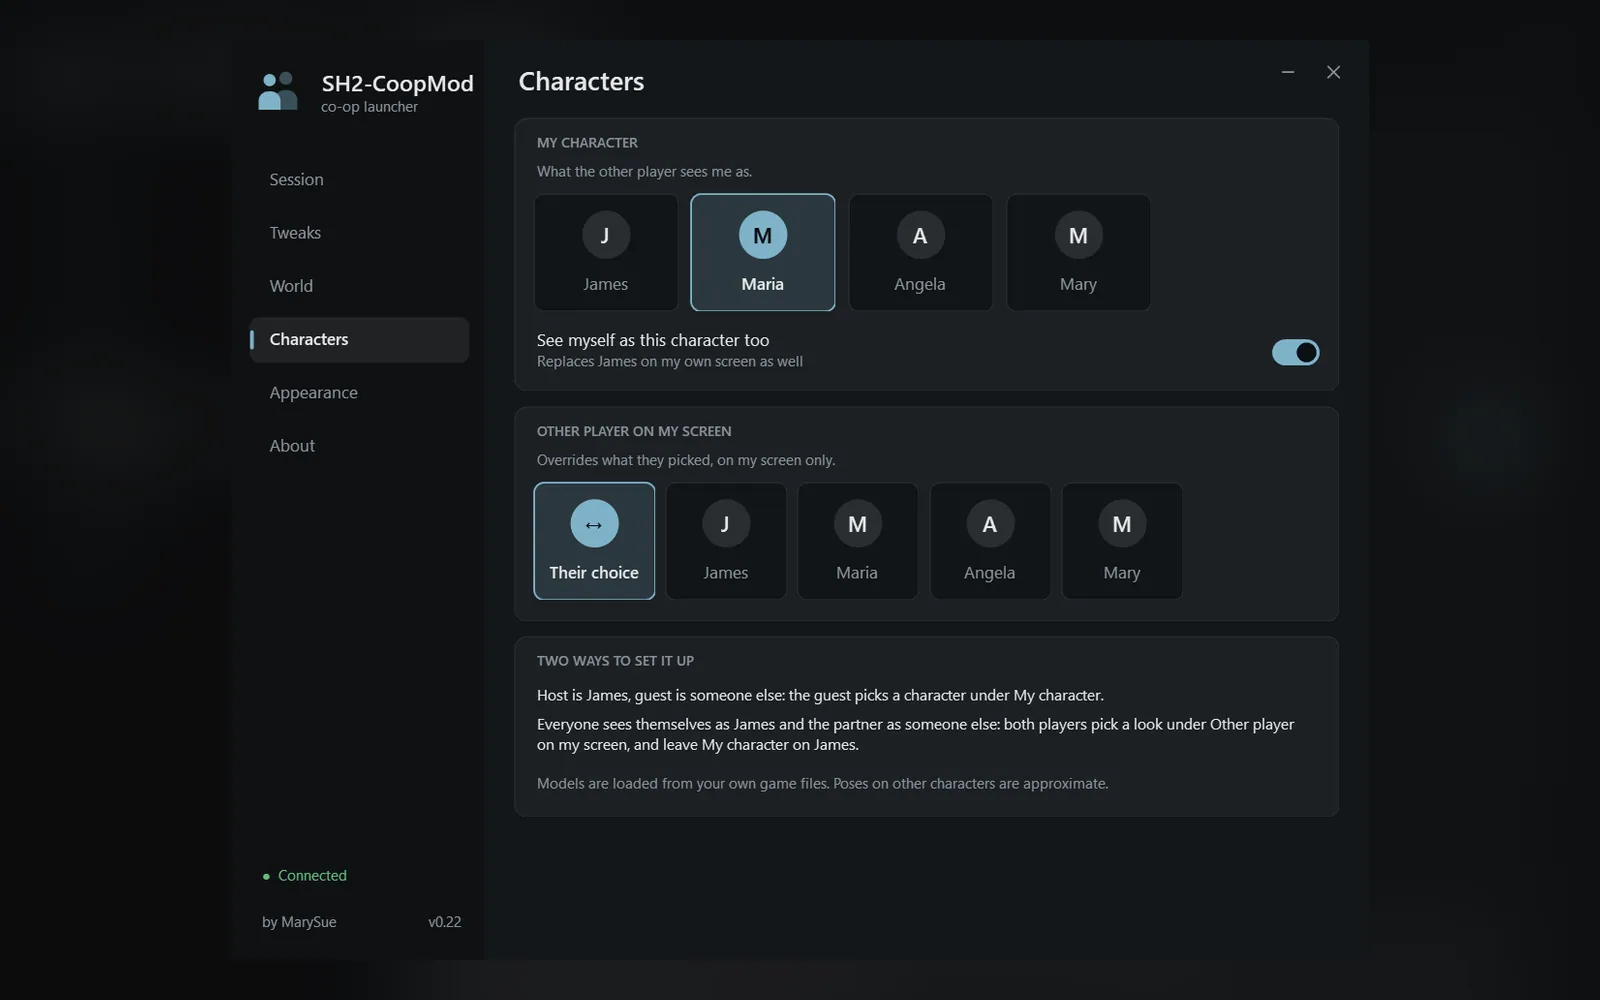 SH2-CoopMod
co-op launcher
Session
Tweaks
World
Characters
Appearance
About
Connected
by MarySue
v0.22
Characters
MY CHARACTER
What the other player sees me as.
J
James
M
Maria
A
Angela
M
Mary
See myself as this character too
Replaces James on my own screen as well
OTHER PLAYER ON MY SCREEN
Overrides what they picked, on my screen only.
↔
Their choice
J
James
M
Maria
A
Angela
M
Mary
TWO WAYS TO SET IT UP
Host is James, guest is someone else: the guest picks a character under My character.
Everyone sees themselves as James and the partner as someone else: both players pick a look under Other player
on my screen, and leave My character on James.
Models are loaded from your own game files. Poses on other characters are approximate.